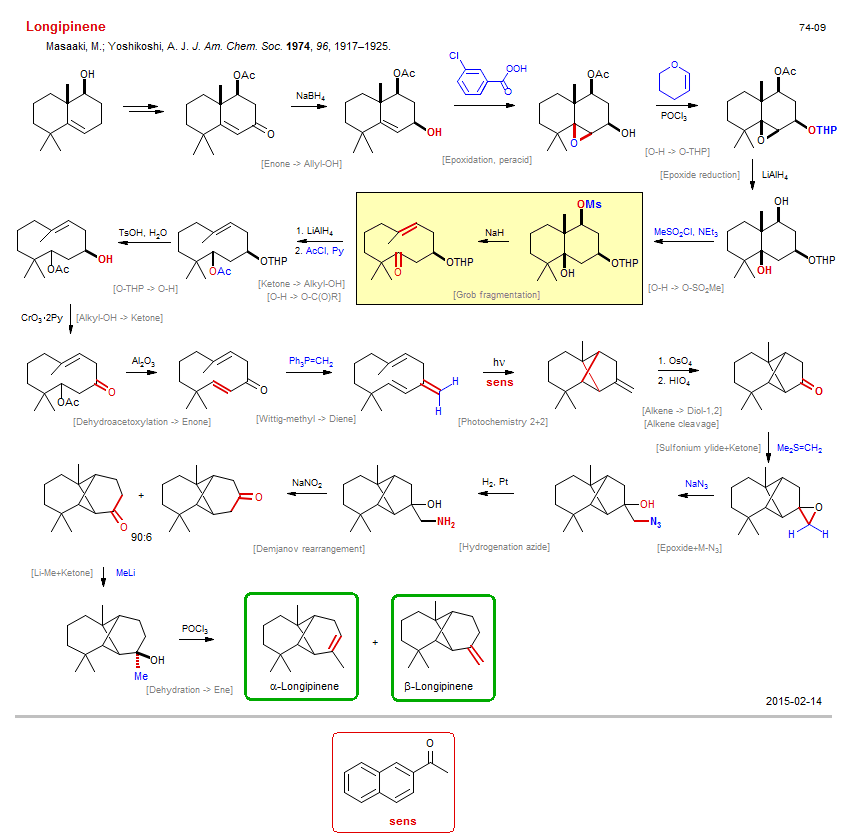 Longipinene
74-09
Masaaki, M.; Yoshikoshi, A. J. J. Am. Chem. Soc. 1974, 96, 1917–1925.
OH
OAc
O
NaBH₄
[Enone -> Allyl-OH]
OAc
OH
Cl
OOH
O
[Epoxidation, peracid]
OAc
O
OH
O
POCl₃
[O-H -> O-THP]
OAc
O
OTHP
[Epoxide reduction]
LiAlH₄
OH
OTHP
OH
MeSO₂Cl, NEt₃
[O-H -> O-SO₂Me]
OMs
OTHP
OH
NaH
[Grob fragmentation]
OTHP
O
1. LiAlH₄
2. AcCl, Py
[Ketone -> Alkyl-OH]
[O-H -> O-C(O)R]
OTHP
OAc
TsOH, H₂O
[O-THP -> O-H]
OH
OAc
CrO₃·2Py
[Alkyl-OH -> Ketone]
O
OAc
Al₂O₃
[Dehydroacetoxylation -> Enone]
O
Ph₃P=CH₂
[Wittig-methyl -> Diene]
H
H
hν
sens
[Photochemistry 2+2]
1. OsO₄
2. HIO₄
[Alkene -> Diol-1,2]
[Alkene cleavage]
O
[Sulfonium ylide+Ketone]
Me₂S=CH₂
O
H
H
NaN₃
[Epoxide+M-N₃]
OH
N₃
H₂, Pt
[Hydrogenation azide]
OH
NH₂
NaNO₂
[Demjanov rearrangement]
O
+
O
90:6
[Li-Me+Ketone]
MeLi
OH
Me
POCl₃
[Dehydration -> Ene]
α-Longipinene
+
β-Longipinene
2015-02-14
O
sens